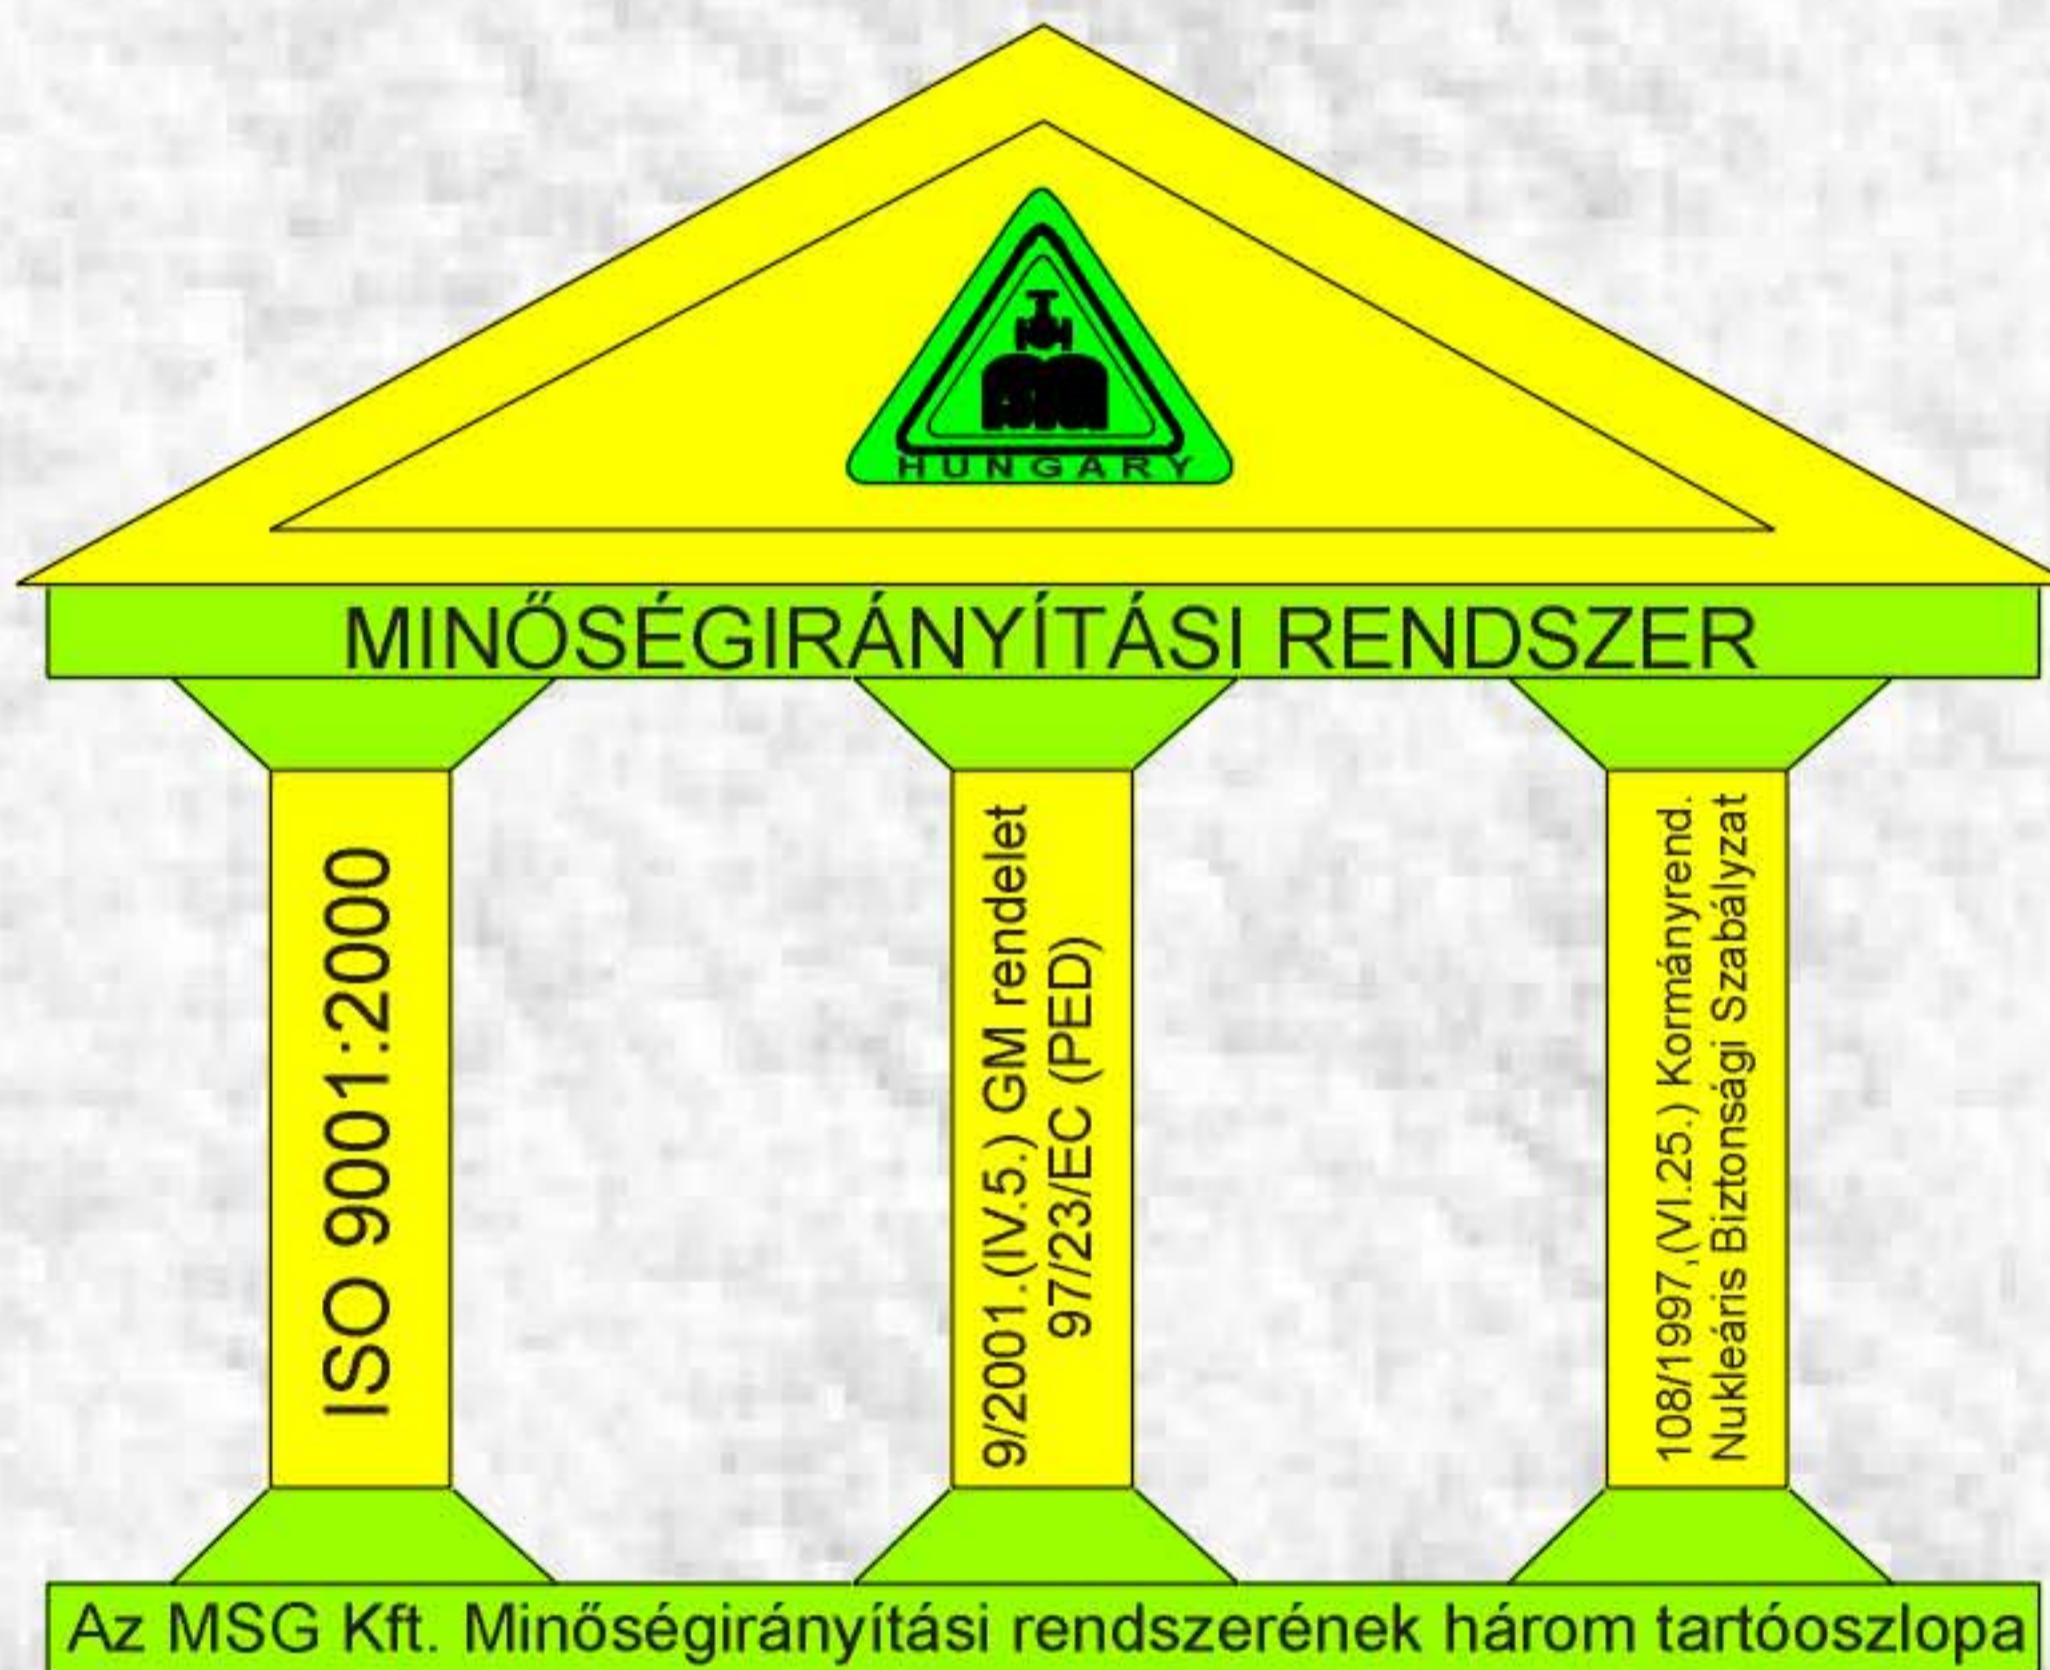 HUNGARY
MINŐSÉGIRÁNYÍTÁSI RENDSZER
ISO 9001:2000
9/2001.(IV.5.) GM rendelet
97/23/EC (PED)
108/1997,(VI.25.) Kormányrend.
Nukleáris Biztonsági Szabályzat
Az MSG Kft. Minőségirányítási rendszerének három tartóoszlopa